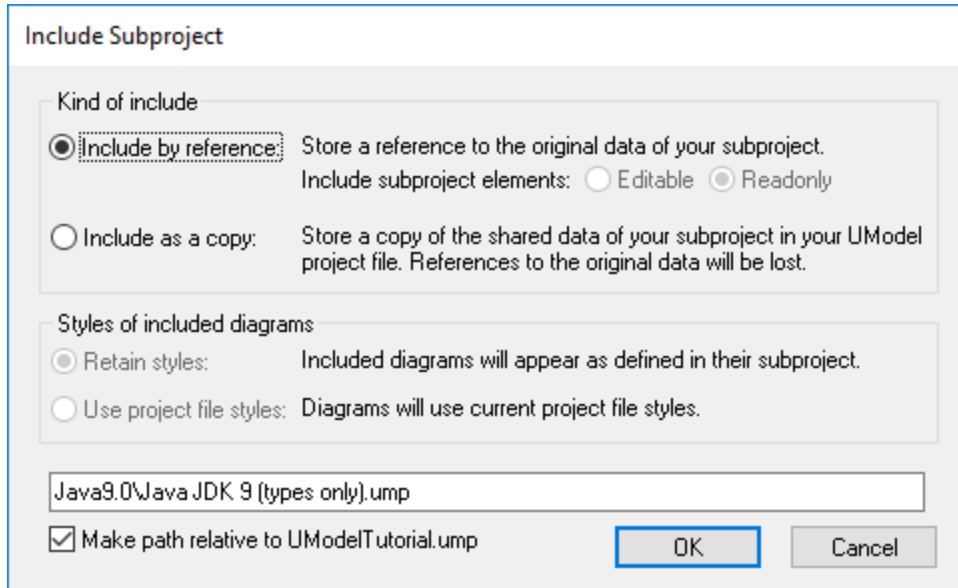 Include Subproject
Kind of include
Include by reference: Store a reference to the original data of your subproject.
Include subproject elements: Editable Readonly
Include as a copy: Store a copy of the shared data of your subproject in your UModel
project file. References to the original data will be lost.
Styles of included diagrams
Retain styles: Included diagrams will appear as defined in their subproject.
Use project file styles: Diagrams will use current project file styles.
Java9.0\Java JDK 9 (types only).ump
Make path relative to UModelTutorial.ump OK Cancel